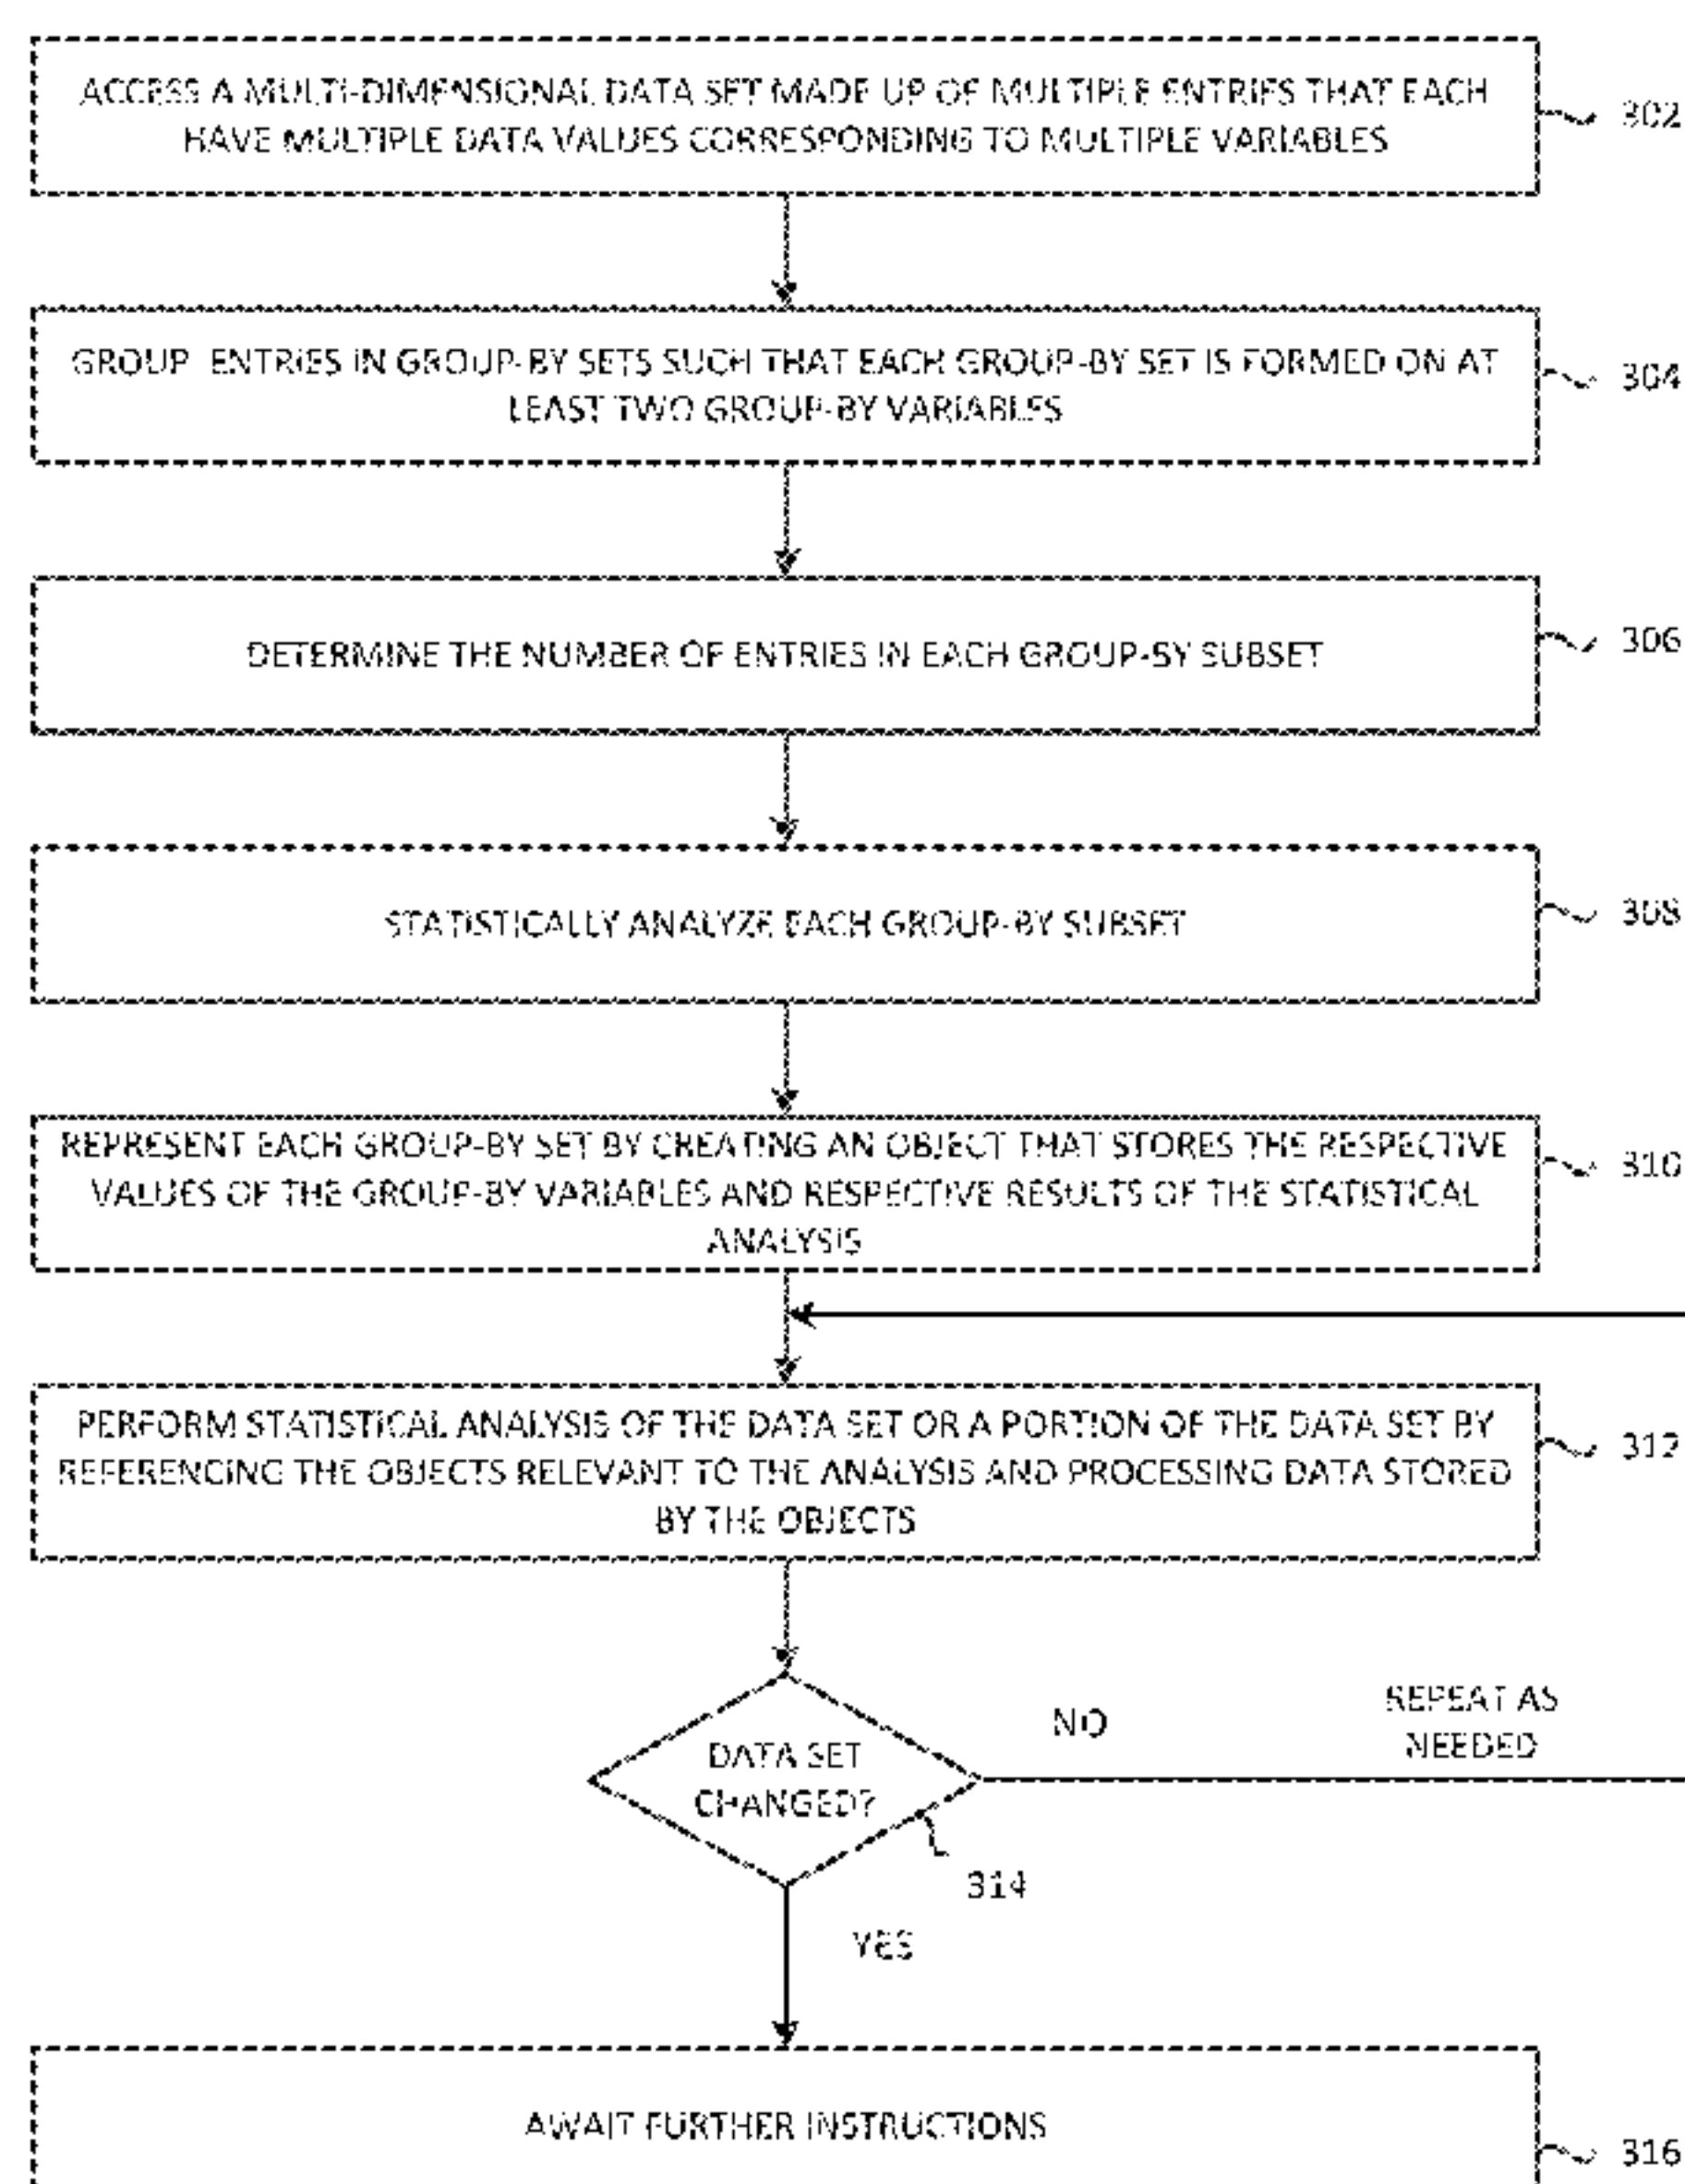 ACCESS A MULTI-DIMENSIONAL DATA SET MADE UP OF MULTIPLE ENTRIES THAT EACH
HAVE MULTIPLE DATA VALUES CORRESPONDING TO MULTIPLE VARIABLES
302
GROUP ENTRIES IN GROUP-BY SETS SUCH THAT EACH GROUP-BY SET IS FORMED ON AT
LEAST TWO GROUP-BY VARIABLES
304
DETERMINE THE NUMBER OF ENTRIES IN EACH GROUP-BY SUBSET
306
STATISTICALLY ANALYZE EACH GROUP-BY SUBSET
308
REPRESENT EACH GROUP-BY SET BY CREATING AN OBJECT THAT STORES THE RESPECTIVE
VALUES OF THE GROUP-BY VARIABLES AND RESPECTIVE RESULTS OF THE STATISTICAL
ANALYSIS
310
PERFORM STATISTICAL ANALYSIS OF THE DATA SET OR A PORTION OF THE DATA SET BY
REFERENCING THE OBJECTS RELEVANT TO THE ANALYSIS AND PROCESSING DATA STORED
BY THE OBJECTS
312
DATA SET
CHANGED?
314
NO
REPEAT AS
NEEDED
YES
AWAIT FURTHER INSTRUCTIONS
316